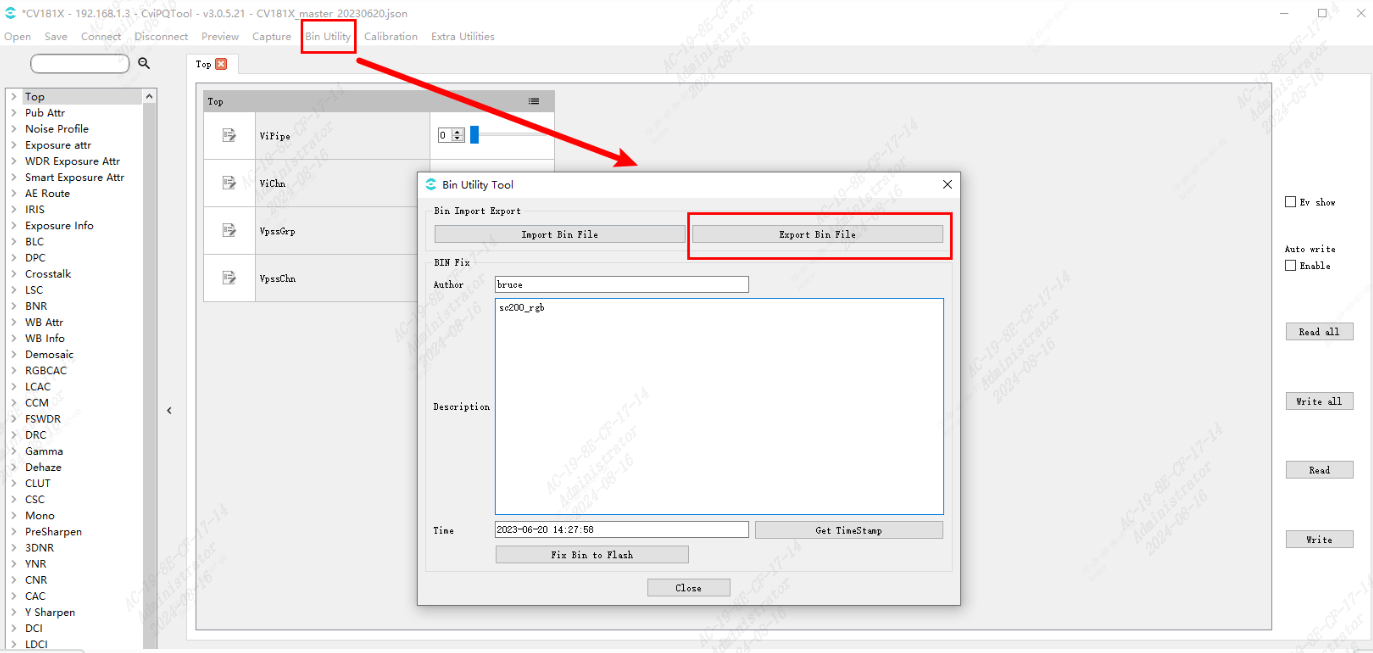 *CV181X - 192.168.1.3 - CviPQTool - v3.0.5.21 - CV181X_master_20230620.json
Open Save Connect Disconnect Preview Capture Bin Utility Calibration Extra Utilities
Top
Top
Pub Attr
Noise Profile
Exposure attr
WDR Exposure Attr
Smart Exposure Attr
AE Route
IRIS
Exposure Info
BLC
DPC
Crosstalk
LSC
BNR
WB Attr
WB Info
Demosaic
RGBCAC
LCAC
CCM
FSWDR
DRC
Gamma
Dehaze
CLUT
CSC
Mono
PreSharpen
3DNR
YNR
CNR
CAC
Y Sharpen
DCI
LDCI
Top
ViPipe
0
ViChn
VpssGrp
VpssChn
Bin Utility Tool
Bin Import Export
Import Bin File
Export Bin File
BIN Fix
Author
bruce
sc200_rgb
Description
Time
2023-06-20 14:27:58
Get TimeStamp
Fix Bin to Flash
Close
Ev show
Auto write
Enable
Read all
Write all
Read
Write
AC-19-8E-CF-17-14
Administrator
2024-08-16